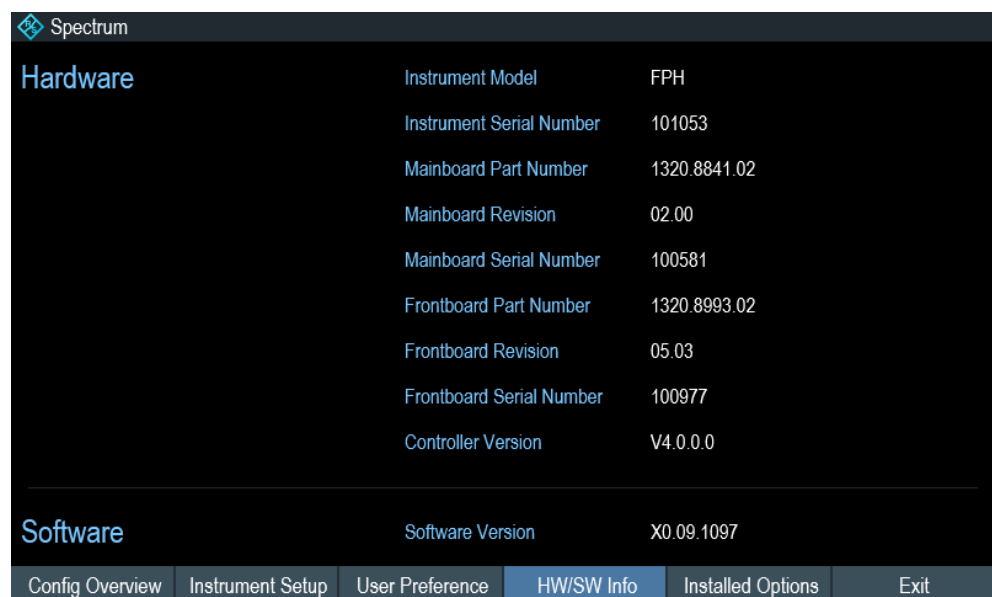 Spectrum
Hardware Instrument Model FPH
Instrument Serial Number 101053
Mainboard Part Number 1320.8841.02
Mainboard Revision 02.00
Mainboard Serial Number 100581
Frontboard Part Number 1320.8993.02
Frontboard Revision 05.03
Frontboard Serial Number 100977
Controller Version V4.0.0.0
Software Software Version X0.09.1097
Config Overview Instrument Setup User Preference HW/SW Info Installed Options Exit